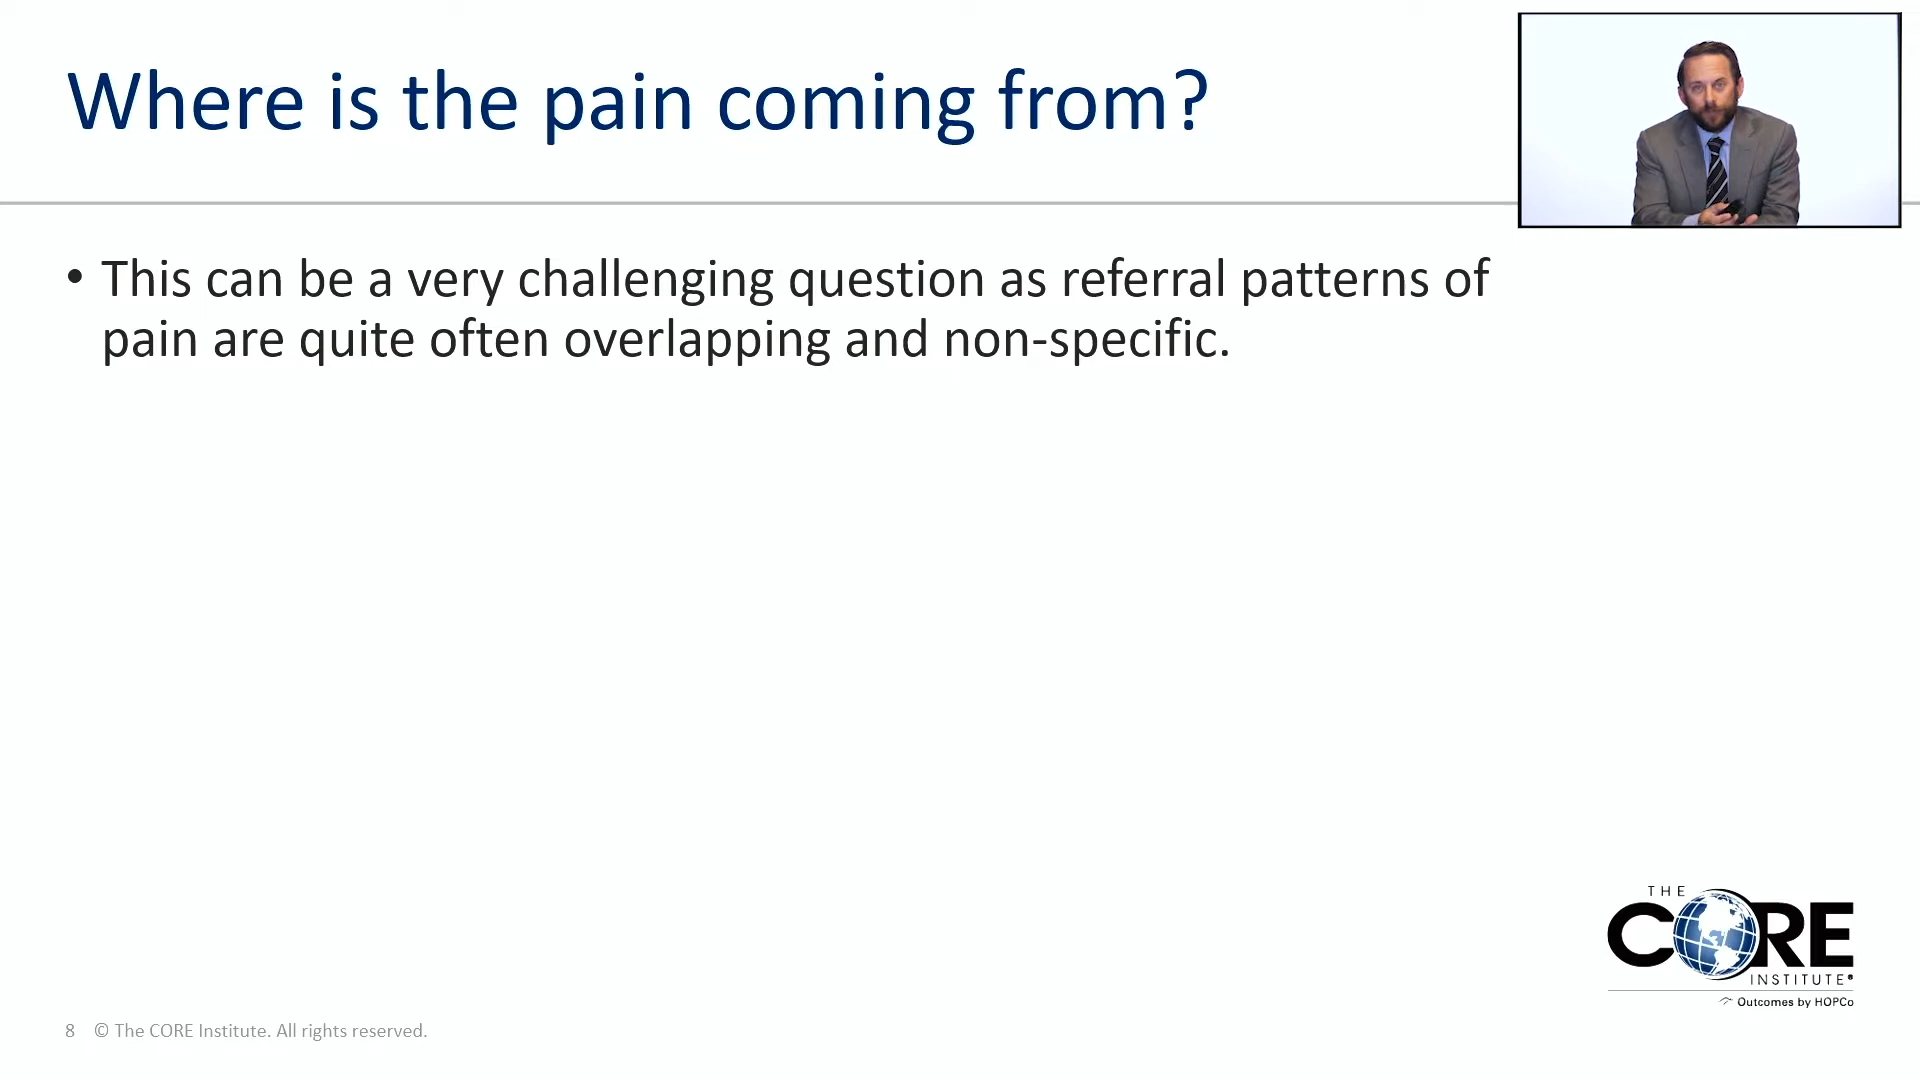 Where is the pain coming from?
• This can be a very challenging question as referral patterns of
pain are quite often overlapping and non-specific.
THE
CORE
INSTITUTE®
Outcomes by HOPCo
8 © The CORE Institute. All rights reserved.